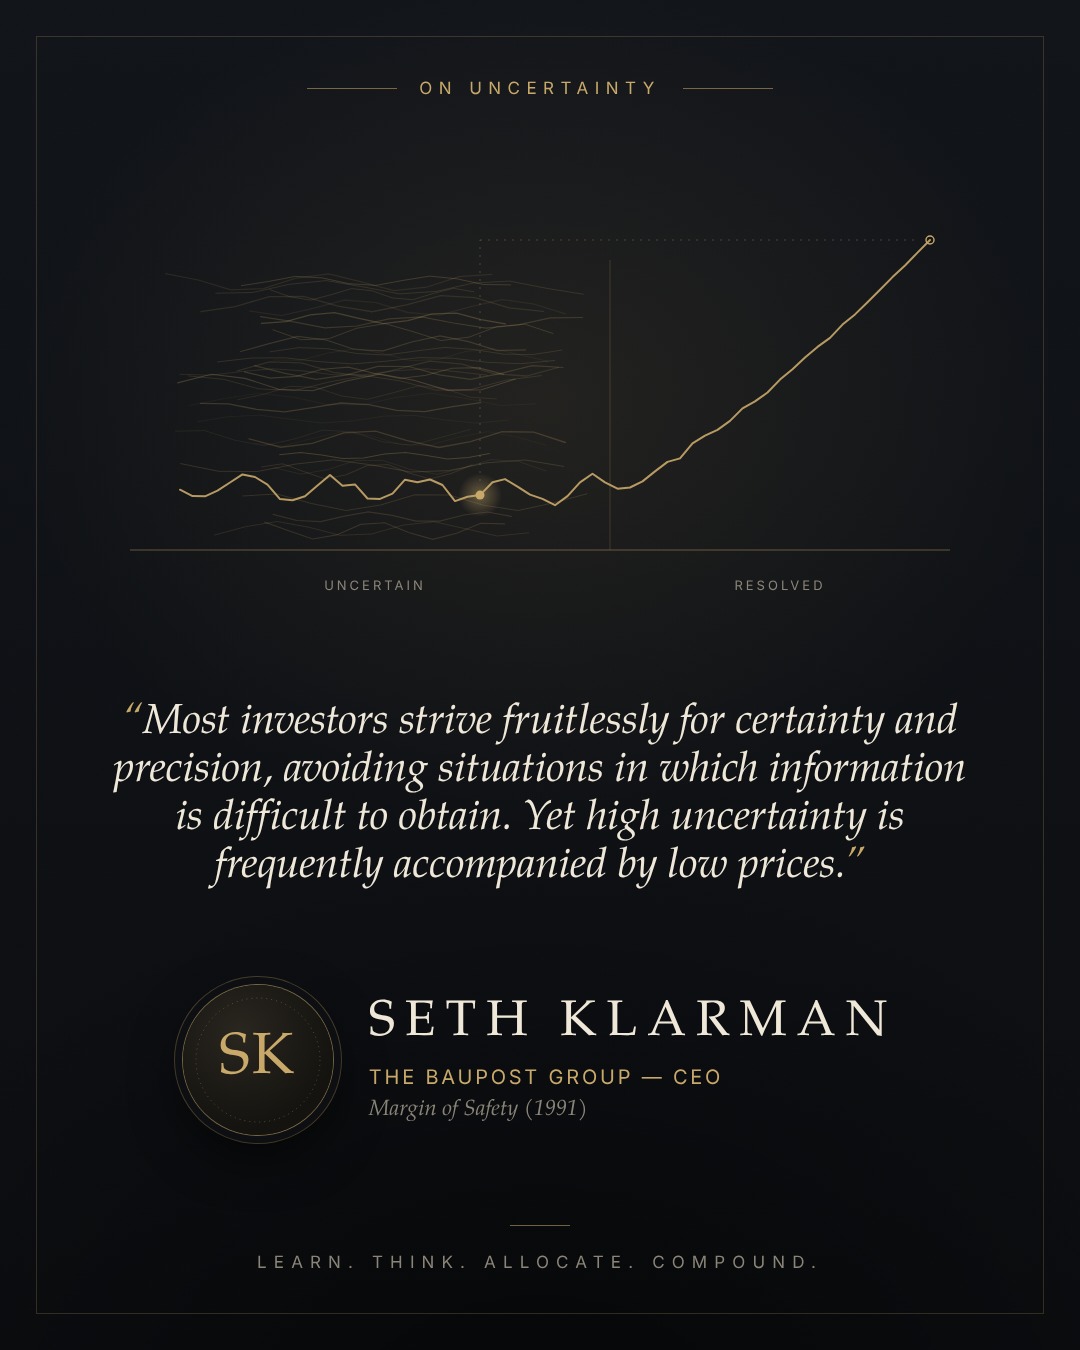 ON UNCERTAINTY
UNCERTAIN
RESOLVED
“Most investors strive fruitlessly for certainty and
precision, avoiding situations in which information
is difficult to obtain. Yet high uncertainty is
frequently accompanied by low prices.”
SK
SETH KLARMAN
THE BAUPOST GROUP — CEO
Margin of Safety (1991)
LEARN. THINK. ALLOCATE. COMPOUND.